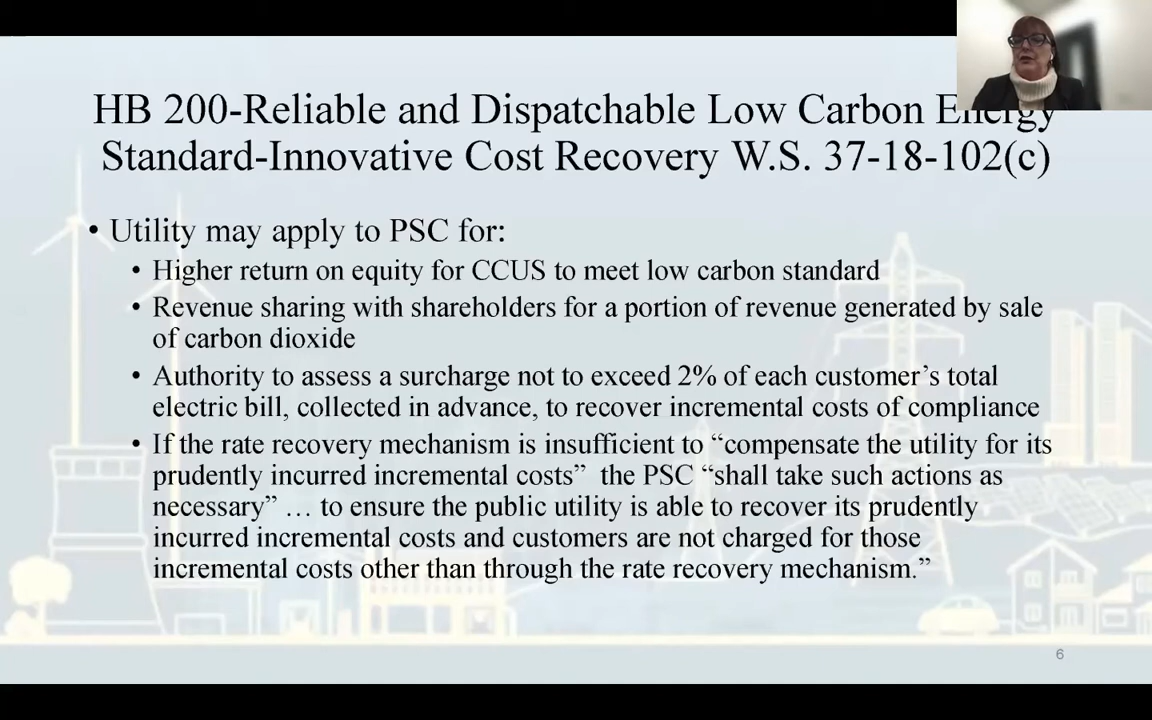 HB 200-Reliable and Dispatchable Low Carbon Energy
Standard-Innovative Cost Recovery W.S. 37-18-102(c)
• Utility may apply to PSC for:
• Higher return on equity for CCUS to meet low carbon standard
• Revenue sharing with shareholders for a portion of revenue generated by sale
of carbon dioxide
• Authority to assess a surcharge not to exceed 2% of each customer’s total
electric bill, collected in advance, to recover incremental costs of compliance
• If the rate recovery mechanism is insufficient to “compensate the utility for its
prudently incurred incremental costs” the PSC “shall take such actions as
necessary” … to ensure the public utility is able to recover its prudently
incurred incremental costs and customers are not charged for those
incremental costs other than through the rate recovery mechanism.”
6